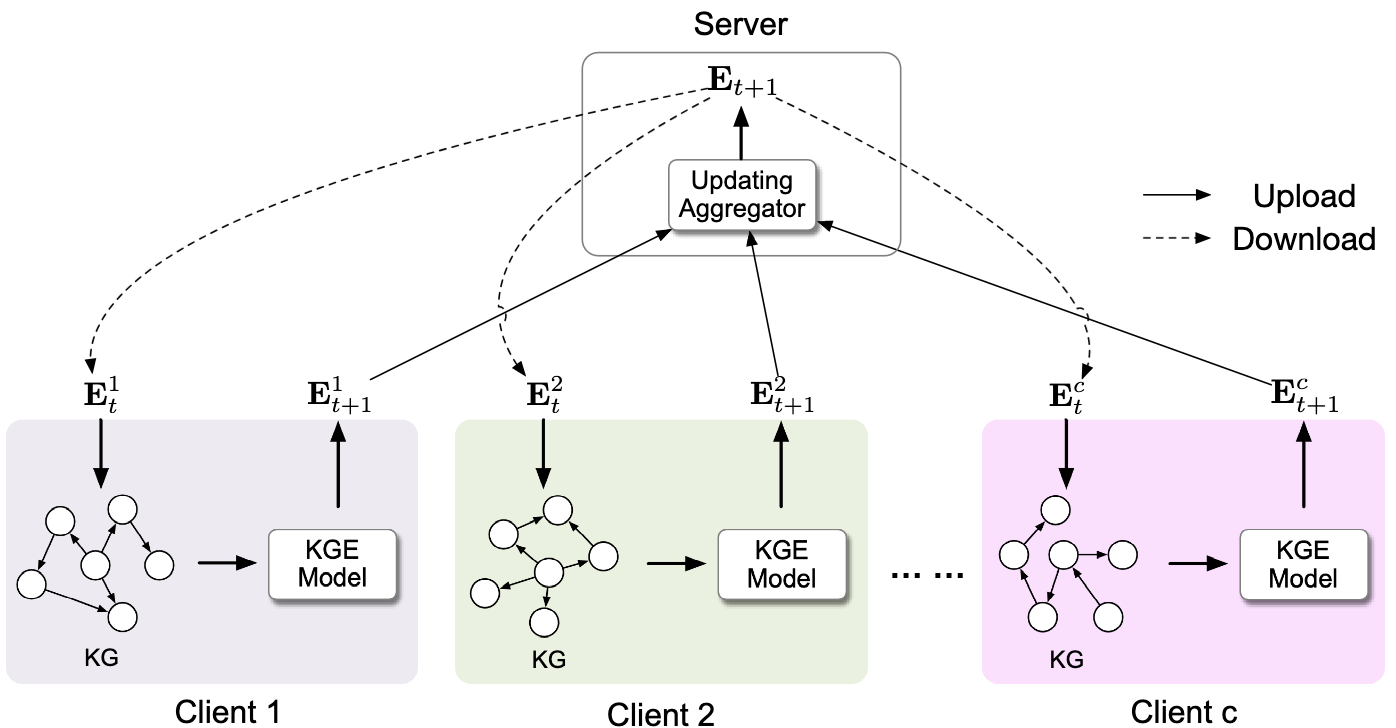 Server
𝐄_{t+1}
Updating
Aggregator
Upload
Download
𝐄_t^1
𝐄_{t+1}^1
𝐄_t^2
𝐄_{t+1}^2
𝐄_t^c
𝐄_{t+1}^c
KGE
Model
KG
KGE
Model
KG
... ...
KGE
Model
KG
Client 1
Client 2
Client c